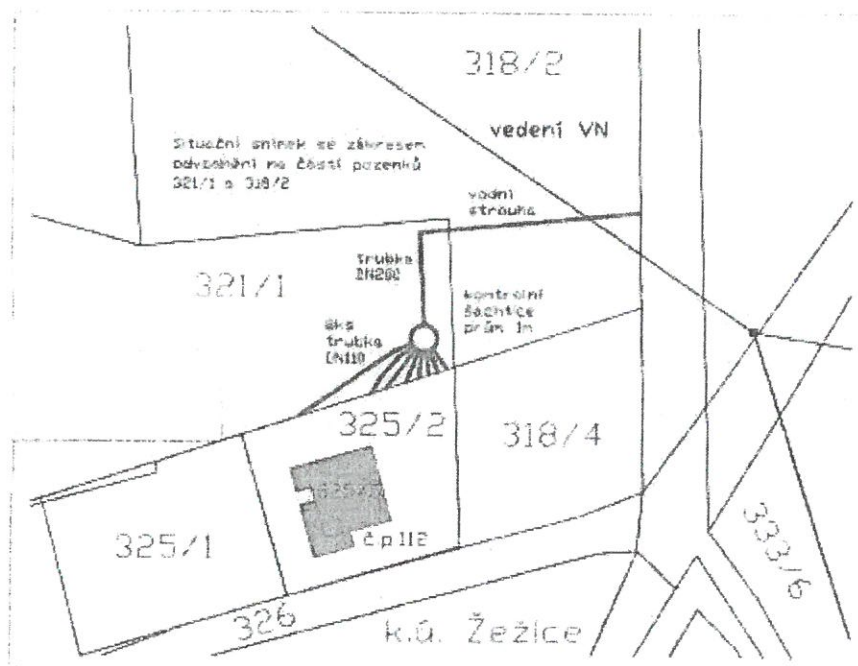 318/2
vedení VN
Situační snímek se zákresem
odvodnění na části pozemků
321/1 a 318/2
vodní
strouha
trubka
DN200
321/1
kontrolní
šachtice
prům 1m
8ks
trubka
DN110
325/2
318/4
č.p 112
325/1
333/6
326
k.ú. Žežice